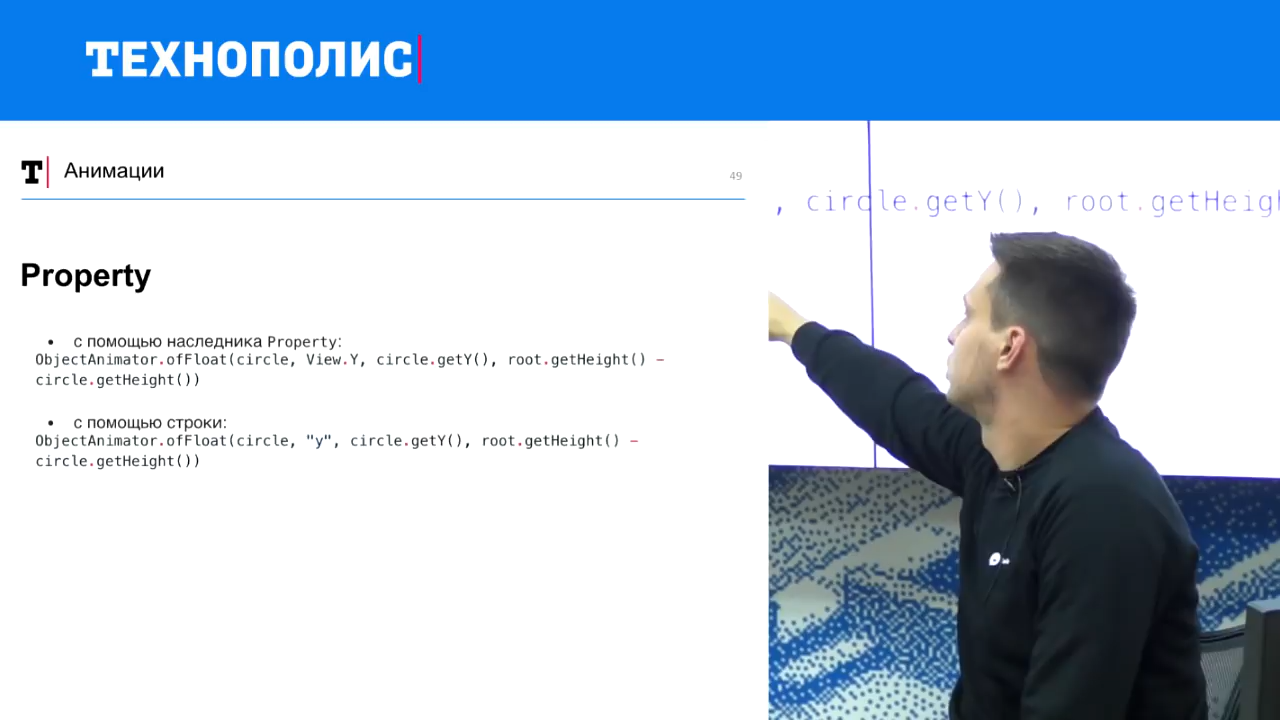 ТЕХНОПОЛИС
Т Анимации
49
, circle.getY(), root.getHeigh
Property
• с помощью наследника Property:
ObjectAnimator.ofFloat(circle, View.Y, circle.getY(), root.getHeight() −
circle.getHeight())
• с помощью строки:
ObjectAnimator.ofFloat(circle, "y", circle.getY(), root.getHeight() −
circle.getHeight())